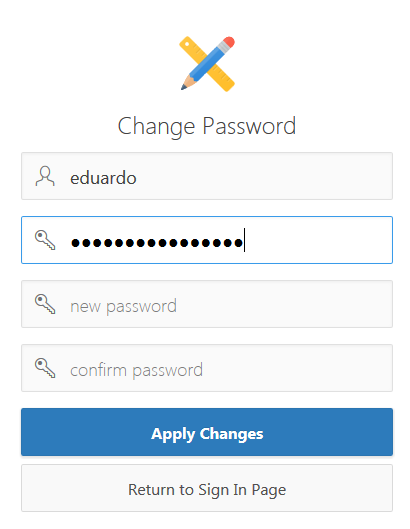 Change Password
eduardo
●●●●●●●●●●●●●●●●
new password
confirm password
Apply Changes
Return to Sign In Page